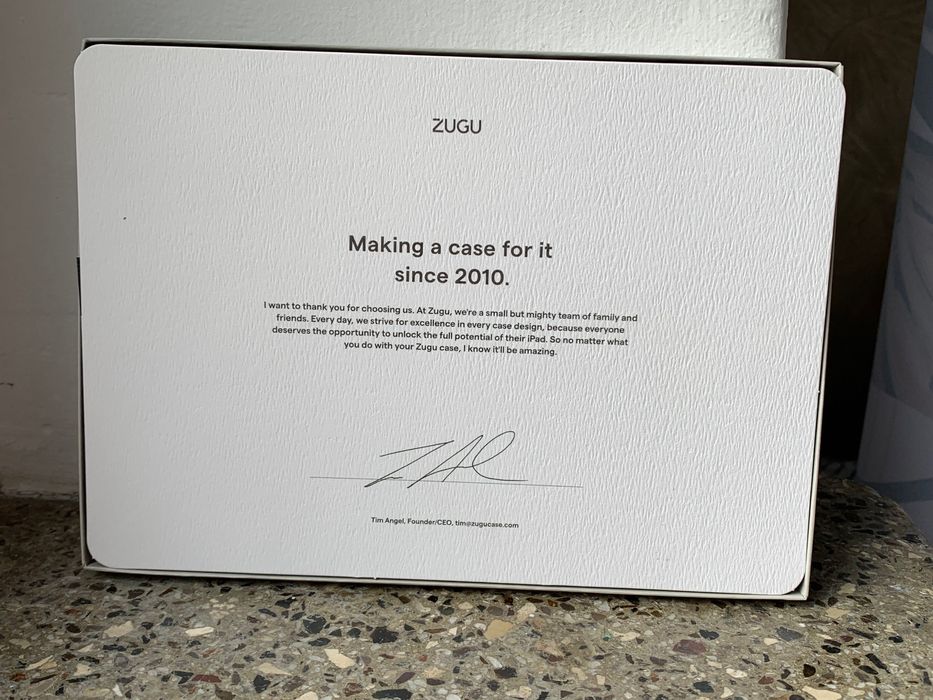 ZUGU
Making a case for it
since 2010.
I want to thank you for choosing us. At Zugu, we're a small but mighty team of family and
friends. Every day, we strive for excellence in every case design, because everyone
deserves the opportunity to unlock the full potential of their iPad. So no matter what
you do with your Zugu case, I know it'll be amazing.
Tim Angel, Founder/CEO, tim@zugucase.com